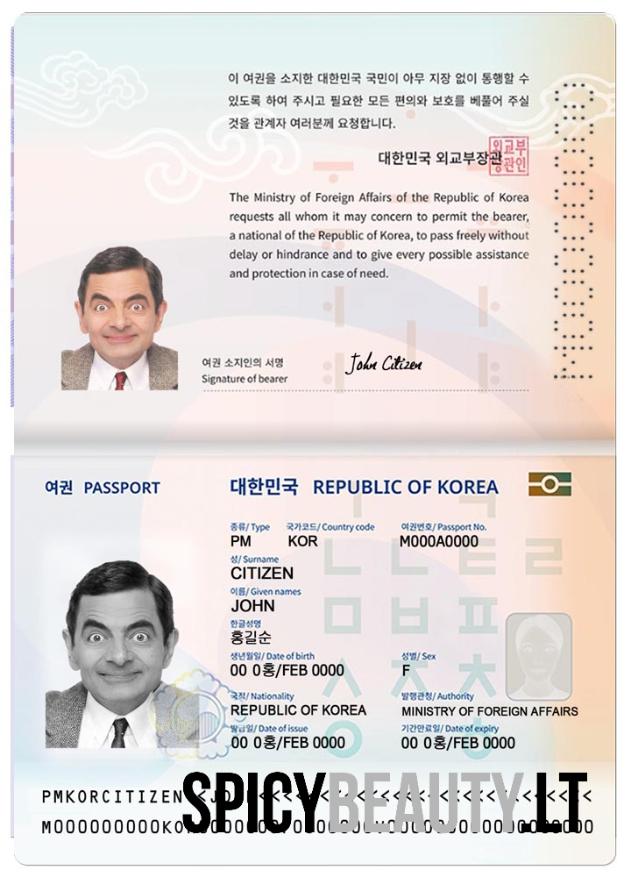 이 여권을 소지한 대한민국 국민이 아무 지장 없이 통행할 수
있도록 하여 주시고 필요한 모든 편의와 보호를 베풀어 주실
것을 관계자 여러분께 요청합니다.
대한민국 외교부장관
외교부
장관인
The Ministry of Foreign Affairs of the Republic of Korea
requests all whom it may concern to permit the bearer,
a national of the Republic of Korea, to pass freely without
delay or hindrance and to give every possible assistance
and protection in case of need.
여권 소지인의 서명
Signature of bearer
John Citizen
여권 PASSPORT
대한민국 REPUBLIC OF KOREA
종류/ Type 국가코드/ Country code 여권번호/ Passport No.
PM KOR M000A0000
성/ Surname
CITIZEN
이름/ Given names
JOHN
한글성명
홍길순
생년월일/ Date of birth 성별/ Sex
00 0홍/FEB 0000 F
국적/ Nationality 발행관청/ Authority
REPUBLIC OF KOREA MINISTRY OF FOREIGN AFFAIRS
발급일/ Date of issue 기간만료일/ Date of expiry
00 0홍/FEB 0000 00 0홍/FEB 0000
PMKORCITIZEN
SPICYBEAUTY.LT